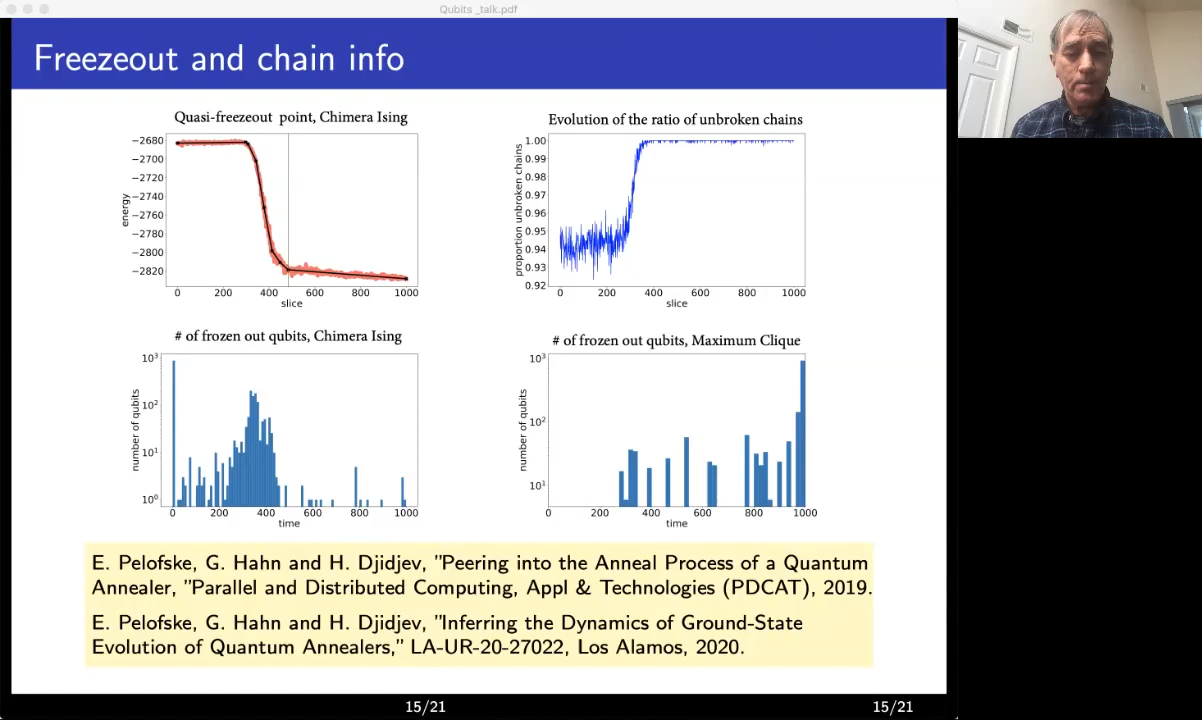 Qubits _talk.pdf
Freezeout and chain info
Quasi-freezeout point, Chimera Ising
−2680
−2700
−2720
−2740
−2760
−2780
−2800
−2820
energy
0 200 400 600 800 1000
slice
Evolution of the ratio of unbroken chains
1.00
0.99
0.98
0.97
0.96
0.95
0.94
0.93
0.92
proportion unbroken chains
0 200 400 600 800 1000
slice
# of frozen out qubits, Chimera Ising
10³
10²
10¹
10⁰
number of qubits
0 200 400 600 800 1000
time
# of frozen out qubits, Maximum Clique
10³
10²
10¹
number of qubits
0 200 400 600 800 1000
time
E. Pelofske, G. Hahn and H. Djidjev, "Peering into the Anneal Process of a Quantum
Annealer, "Parallel and Distributed Computing, Appl & Technologies (PDCAT), 2019.
E. Pelofske, G. Hahn and H. Djidjev, "Inferring the Dynamics of Ground-State
Evolution of Quantum Annealers," LA-UR-20-27022, Los Alamos, 2020.
15/21 15/21